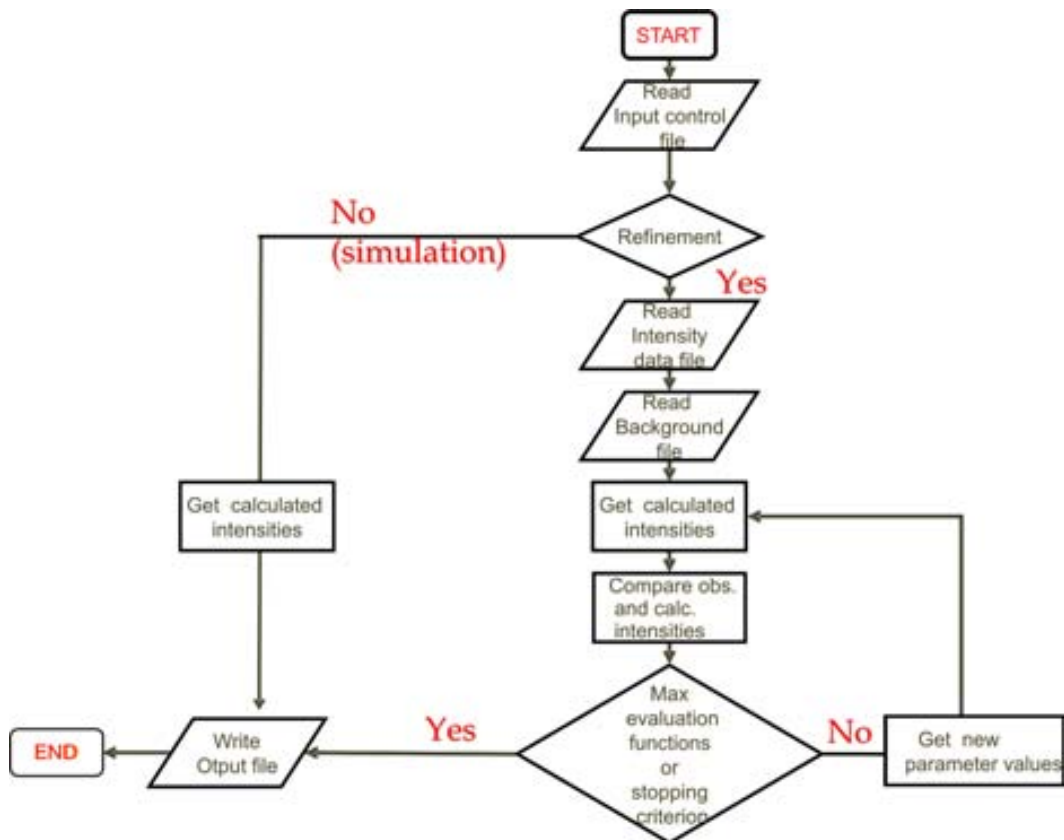 START
Read
Input control
file
No
(simulation)
Refinement
Yes
Read
Intensity
data file
Read
Background
file
Get calculated
intensities
Get calculated
intensities
Compare obs.
and calc.
intensities
Max
evaluation
functions
or
stopping
criterion
Yes
No
Get new
parameter values
Write
Otput file
END